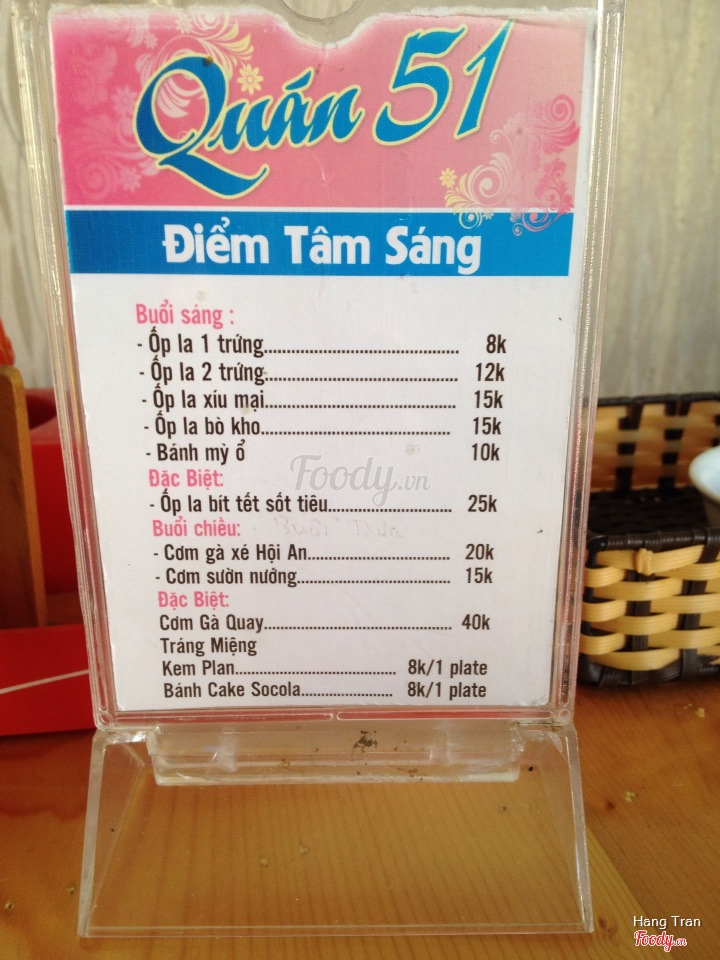 Quán 51
Điểm Tâm Sáng
Buổi sáng :
- Ốp la 1 trứng.......................................... 8k
- Ốp la 2 trứng.......................................... 12k
- Ốp la xíu mại.......................................... 15k
- Ốp la bò kho.......................................... 15k
- Bánh mỳ ổ 10k
Foody.vn
Đặc Biệt:
- Ốp la bít tết sốt tiêu.......................... 25k
Buổi chiều:
- Cơm gà xé Hội An.............................. 20k
- Cơm sườn nướng................................ 15k
Đặc Biệt:
Cơm Gà Quay........................................ 40k
Tráng Miệng
Kem Plan.................................. 8k/1 plate
Bánh Cake Socola................... 8k/1 plate
Hang Tran
Foody.vn